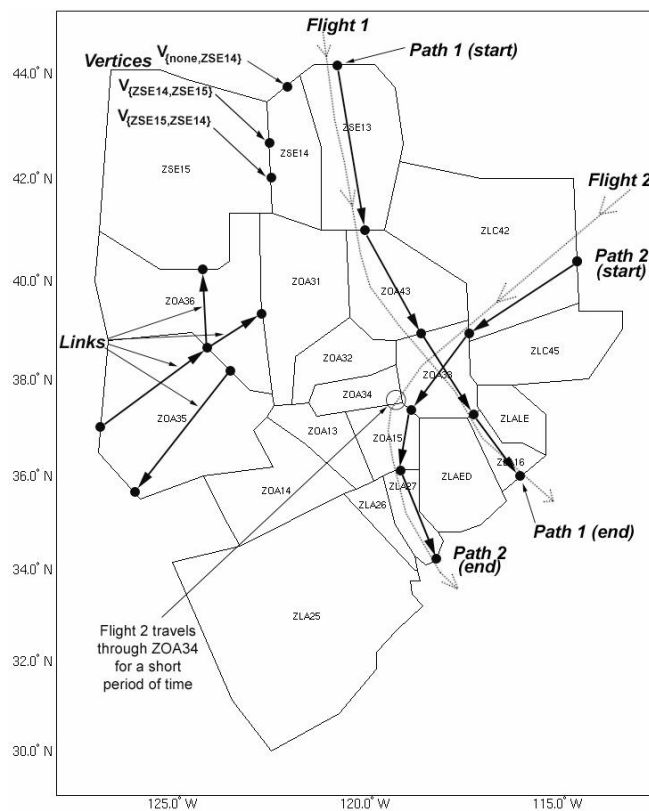 Flight 1
Path 1 (start)
Vertices
V{none,ZSE14}
V{ZSE14,ZSE15}
V{ZSE15,ZSE14}
44.0° N
42.0° N
40.0° N
38.0° N
36.0° N
34.0° N
32.0° N
30.0° N
ZSE13
ZSE14
ZSE15
Flight 2
ZLC42
Path 2
(start)
ZOA31
ZOA36
ZOA43
Links
ZOA32
ZLC45
ZOA33
ZOA34
ZOA35
ZLALE
ZOA13
ZOA15
ZLA16
ZOA14
ZLA27
ZLAED
ZLA26
Path 1 (end)
Path 2
(end)
ZLA25
Flight 2 travels
through ZOA34
for a short
period of time
125.0° W
120.0° W
115.0° W